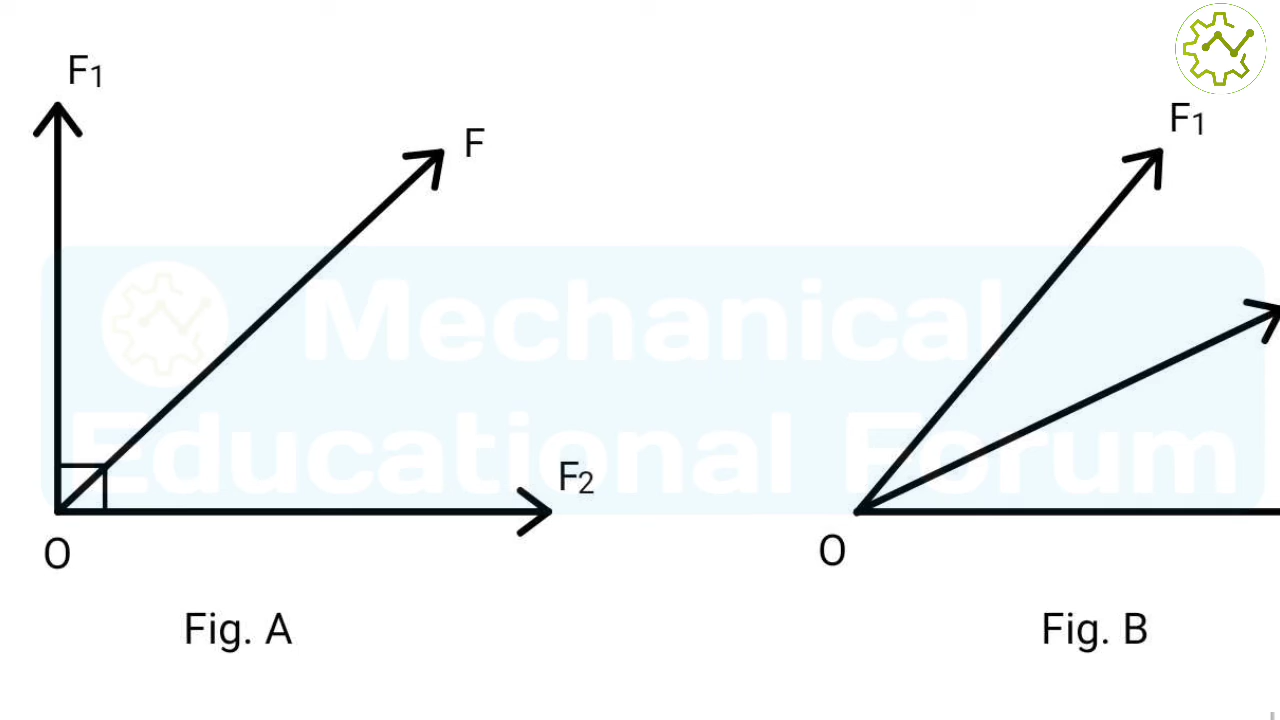 F1
F
F1
Mechanical
Educational Forum
F2
O
O
Fig. A
Fig. B